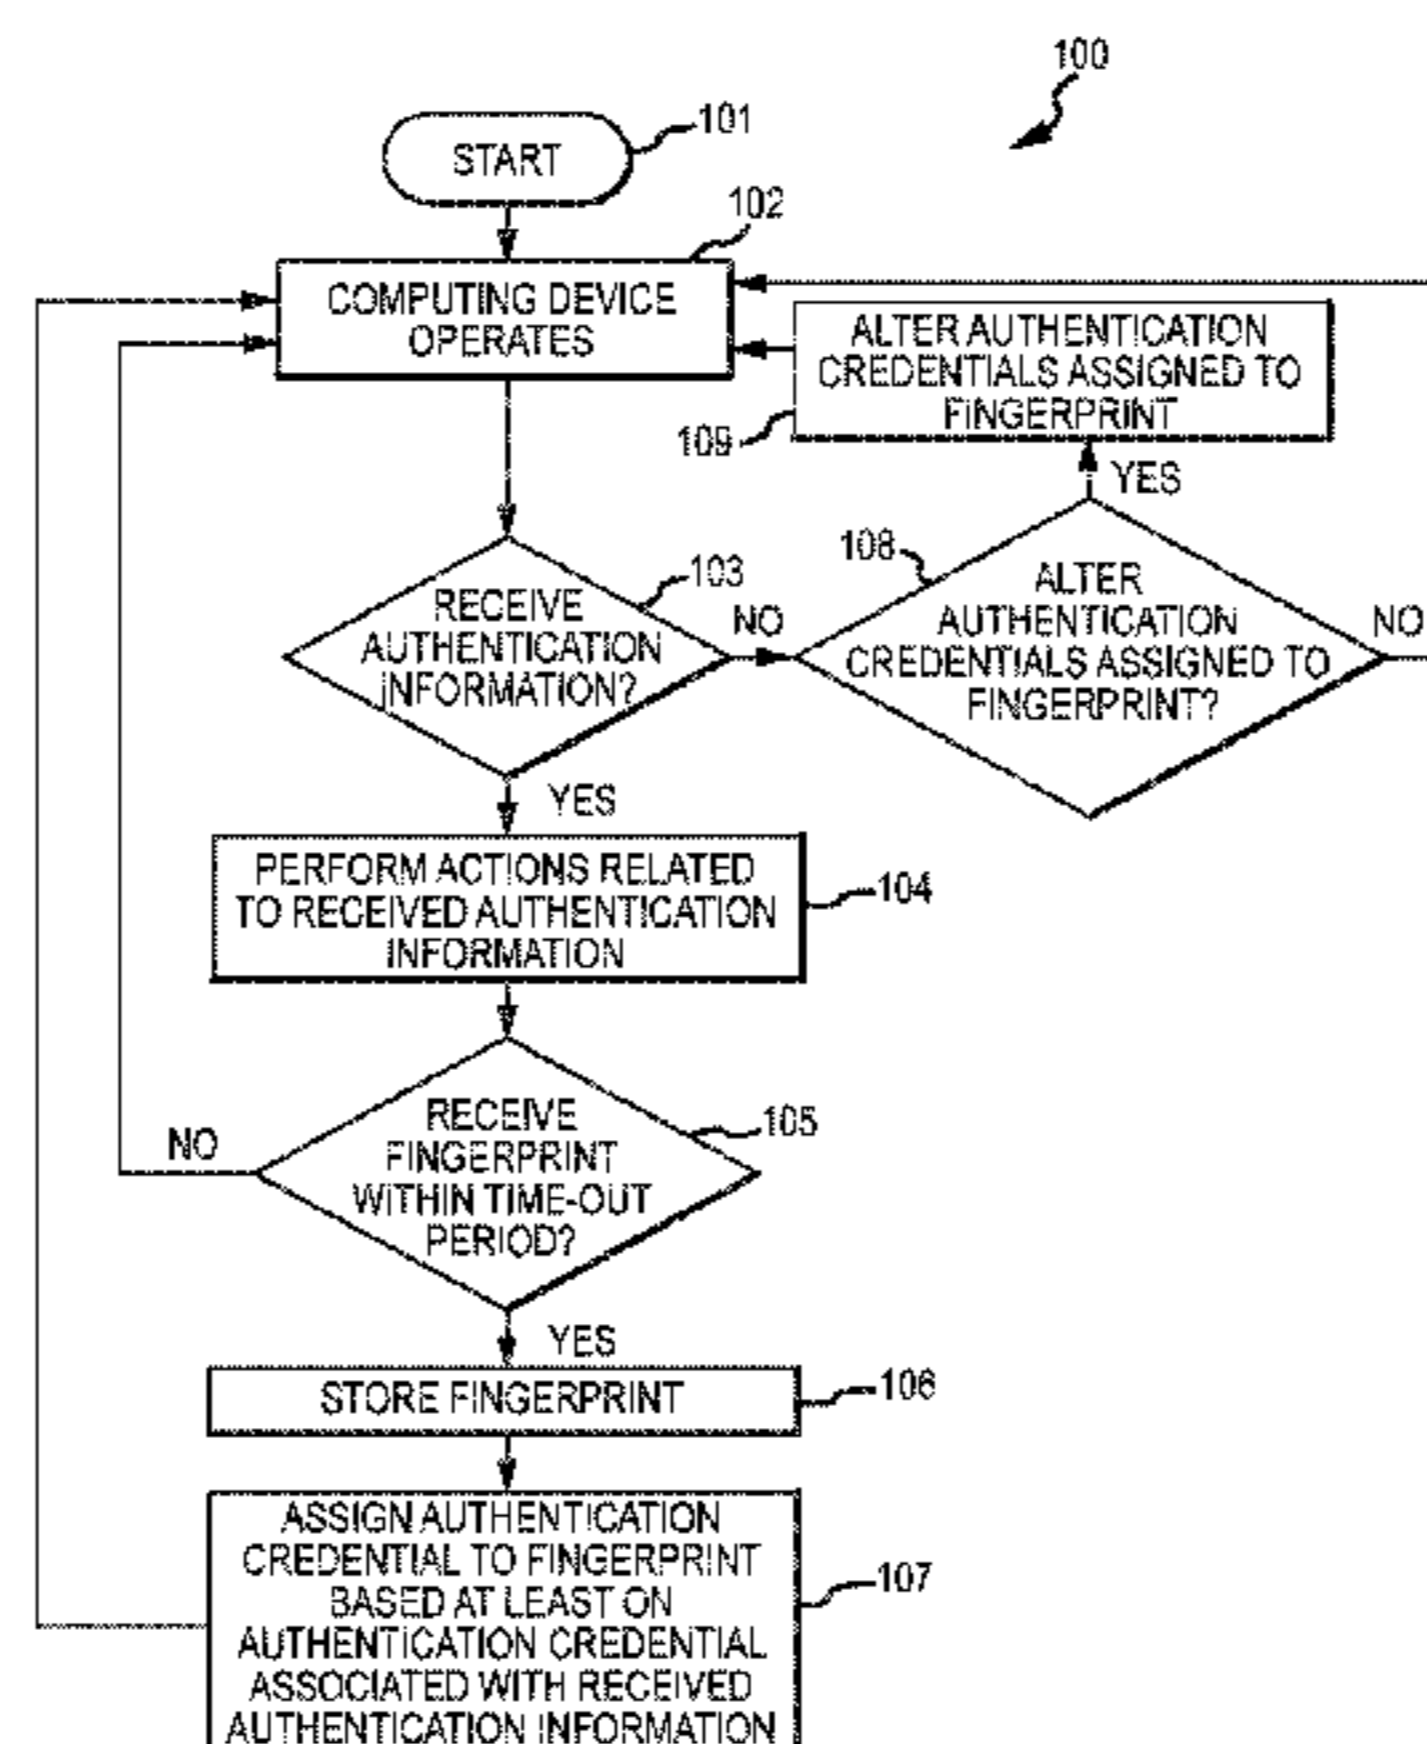 100
START
101
102
COMPUTING DEVICE
OPERATES
ALTER AUTHENTICATION
CREDENTIALS ASSIGNED TO
FINGERPRINT
109
YES
103
RECEIVE
AUTHENTICATION
INFORMATION?
NO
108
ALTER
AUTHENTICATION
CREDENTIALS ASSIGNED TO
FINGERPRINT?
NO
YES
PERFORM ACTIONS RELATED
TO RECEIVED AUTHENTICATION
INFORMATION
104
RECEIVE
FINGERPRINT
WITHIN TIME-OUT
PERIOD?
105
NO
YES
STORE FINGERPRINT
106
ASSIGN AUTHENTICATION
CREDENTIAL TO FINGERPRINT
BASED AT LEAST ON
AUTHENTICATION CREDENTIAL
ASSOCIATED WITH RECEIVED
AUTHENTICATION INFORMATION
107